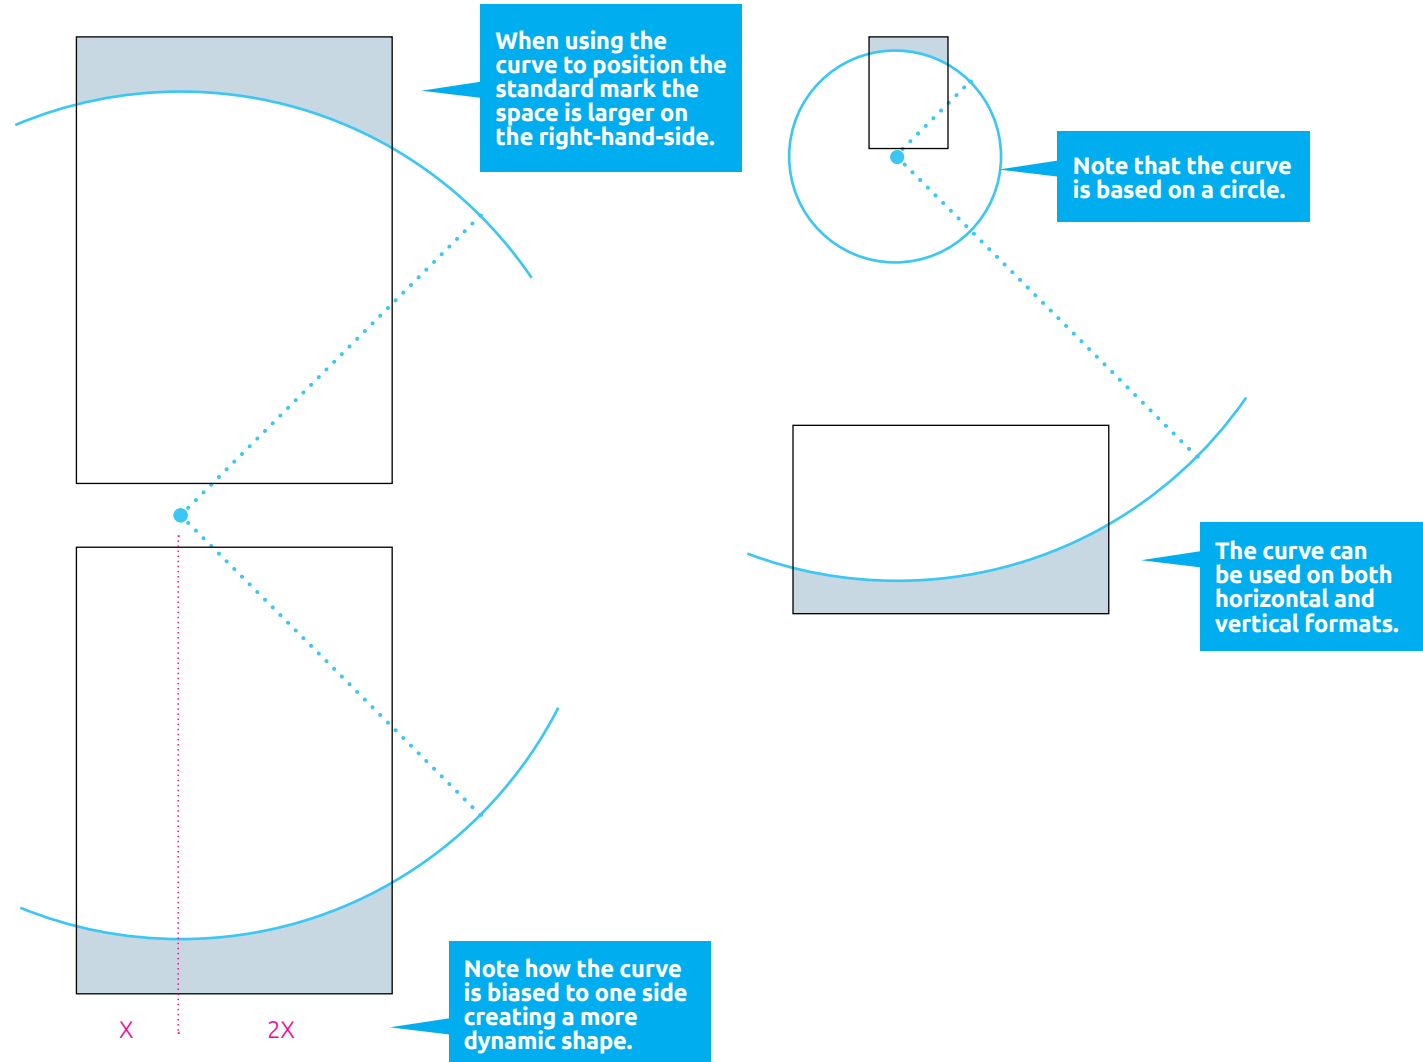 When using the
curve to position the
standard mark the
space is larger on
the right-hand-side.
Note that the curve
is based on a circle.
The curve can
be used on both
horizontal and
vertical formats.
Note how the curve
is biased to one side
creating a more
dynamic shape.
X
2X